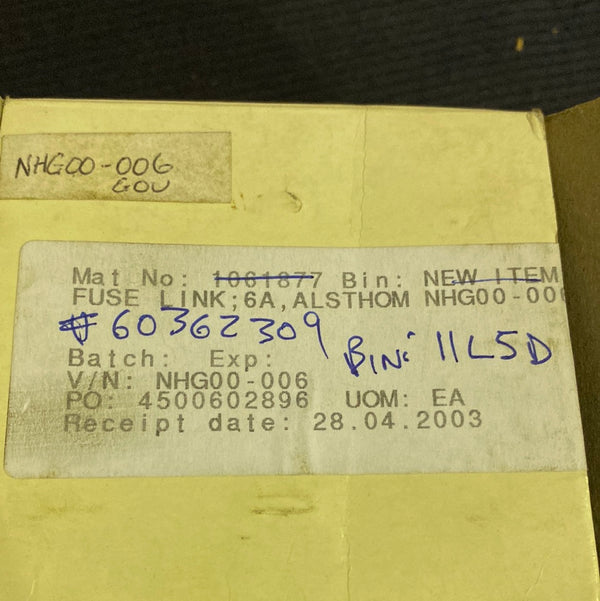 NHG00-006
GOU
Mat No: 1061877 Bin: NEW ITEM
FUSE LINK;6A,ALSTHOM NHG00-006
#60362309
BIN: 11L5D
Batch: Exp:
V/N: NHG00-006
PO: 4500602896 UOM: EA
Receipt date: 28.04.2003